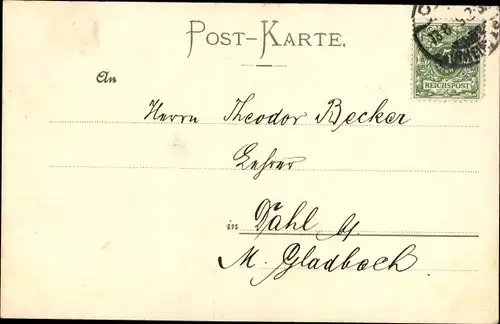 POST-KARTE.
An
REICHSPOST
Herrn Theodor Becker
Lehrer
in Dahl b/
M. Gladbach